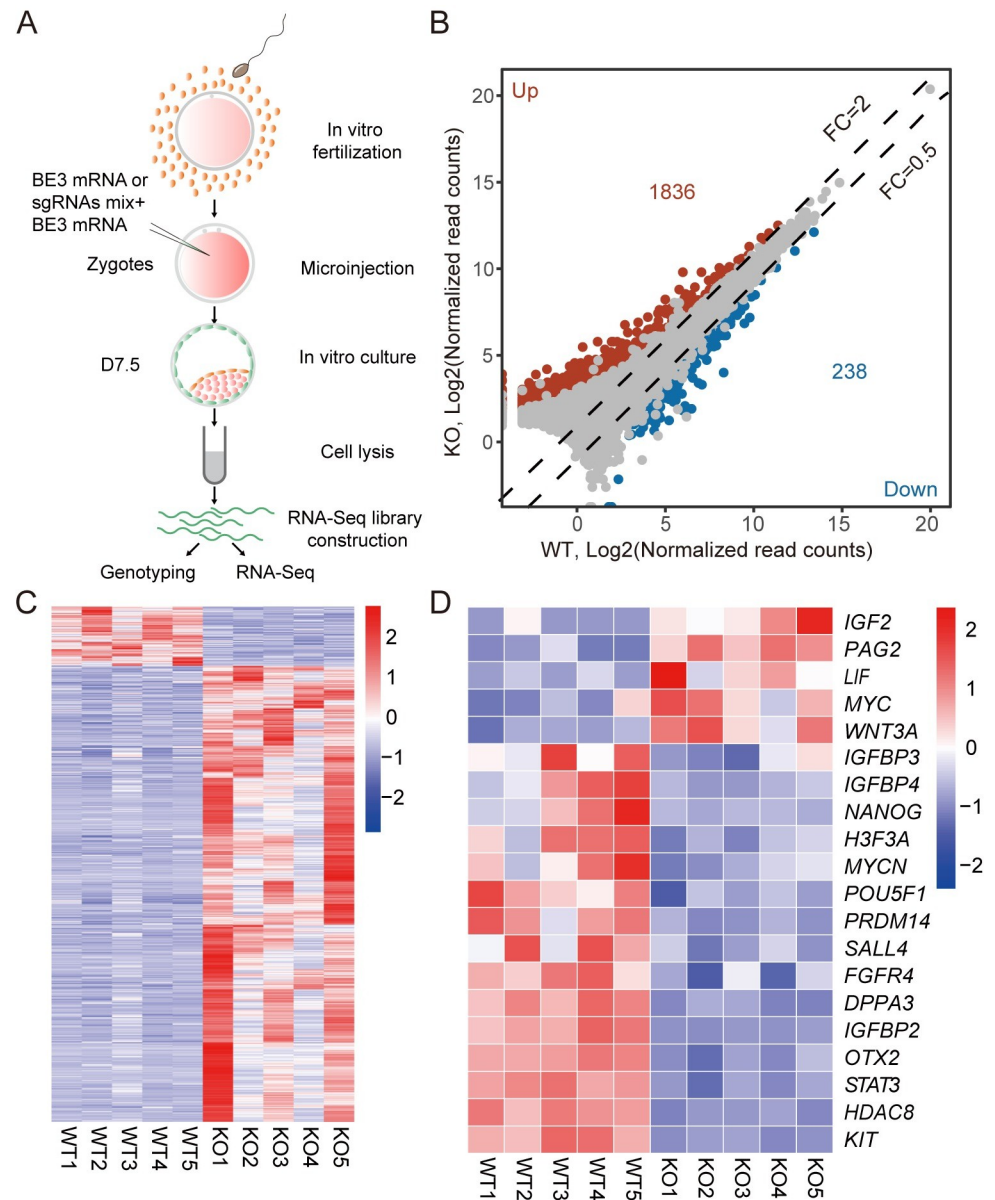 A
In vitro
fertilization
BE3 mRNA or
sgRNAs mix+
BE3 mRNA
Zygotes
Microinjection
D7.5
In vitro culture
Cell lysis
RNA-Seq library
construction
Genotyping
RNA-Seq
B
Up
FC=2
FC=0.5
1836
238
Down
KO, Log2(Normalized read counts)
20
15
10
5
0
0
5
10
15
20
WT, Log2(Normalized read counts)
C
2
1
0
−1
−2
WT1
WT2
WT3
WT4
WT5
KO1
KO2
KO3
KO4
KO5
D
IGF2
PAG2
LIF
MYC
WNT3A
IGFBP3
IGFBP4
NANOG
H3F3A
MYCN
POU5F1
PRDM14
SALL4
FGFR4
DPPA3
IGFBP2
OTX2
STAT3
HDAC8
KIT
2
1
0
−1
−2
WT1
WT2
WT3
WT4
WT5
KO1
KO2
KO3
KO4
KO5